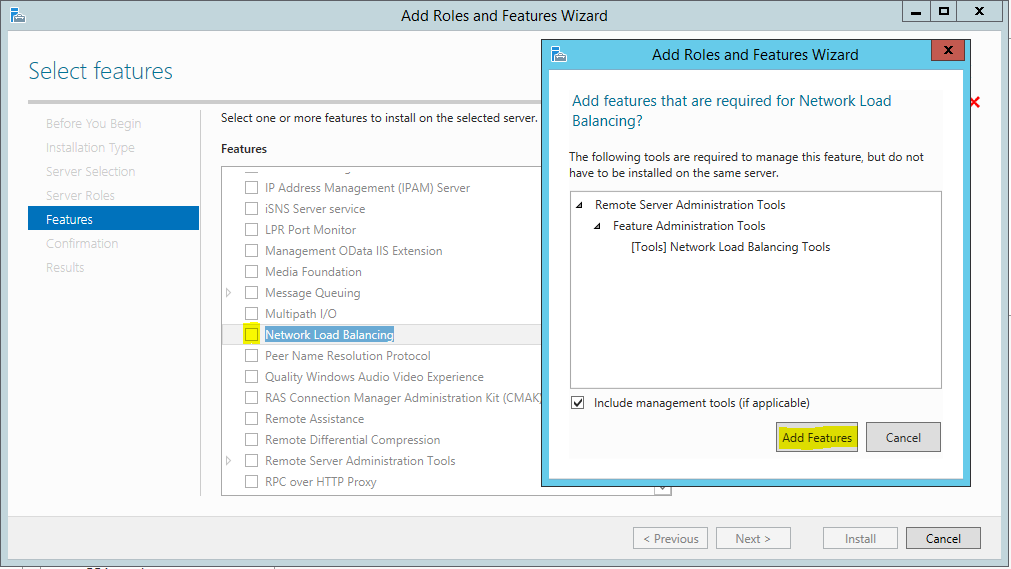 Add Roles and Features Wizard
Select features
Before You Begin
Installation Type
Server Selection
Server Roles
Features
Confirmation
Results
Select one or more features to install on the selected server.
Features
IP Address Management (IPAM) Server
iSNS Server service
LPR Port Monitor
Management OData IIS Extension
Media Foundation
Message Queuing
Multipath I/O
Network Load Balancing
Peer Name Resolution Protocol
Quality Windows Audio Video Experience
RAS Connection Manager Administration Kit (CMAK)
Remote Assistance
Remote Differential Compression
Remote Server Administration Tools
RPC over HTTP Proxy
Add Roles and Features Wizard
Add features that are required for Network Load
Balancing?
The following tools are required to manage this feature, but do not
have to be installed on the same server.
Remote Server Administration Tools
Feature Administration Tools
[Tools] Network Load Balancing Tools
Include management tools (if applicable)
Add Features
Cancel
< Previous
Next >
Install
Cancel